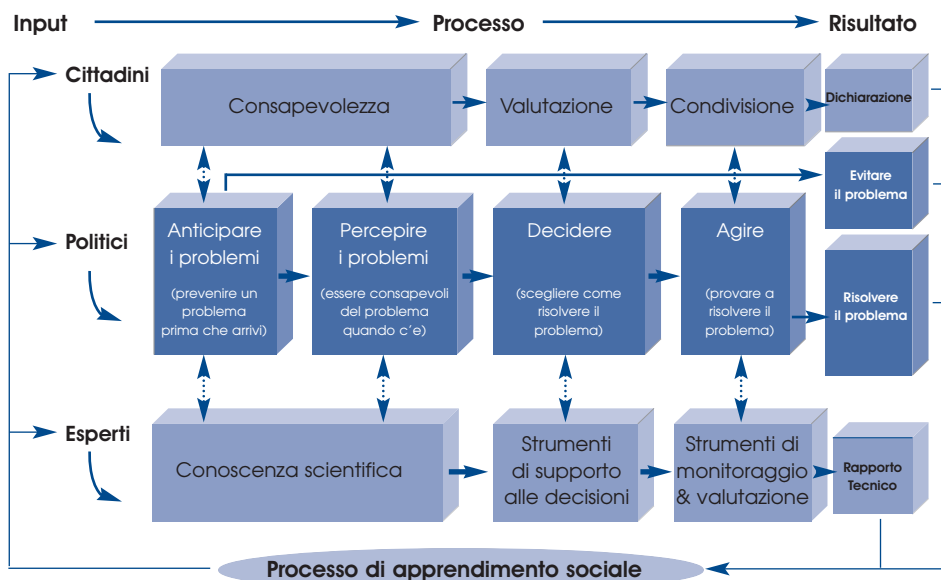 Input
Processo
Risultato
Cittadini
Consapevolezza
Valutazione
Condivisione
Dichiarazione
Evitare
il problema
Politici
Anticipare
i problemi
(prevenire un
problema
prima che arrivi)
Percepire
i problemi
(essere consapevoli
del problema
quando c'e)
Decidere
(scegliere come
risolvere il
problema)
Agire
(provare a
risolvere il
problema)
Risolvere
il problema
Esperti
Conoscenza scientifica
Strumenti
di supporto
alle decisioni
Strumenti di
monitoraggio
& valutazione
Rapporto
Tecnico
Processo di apprendimento sociale